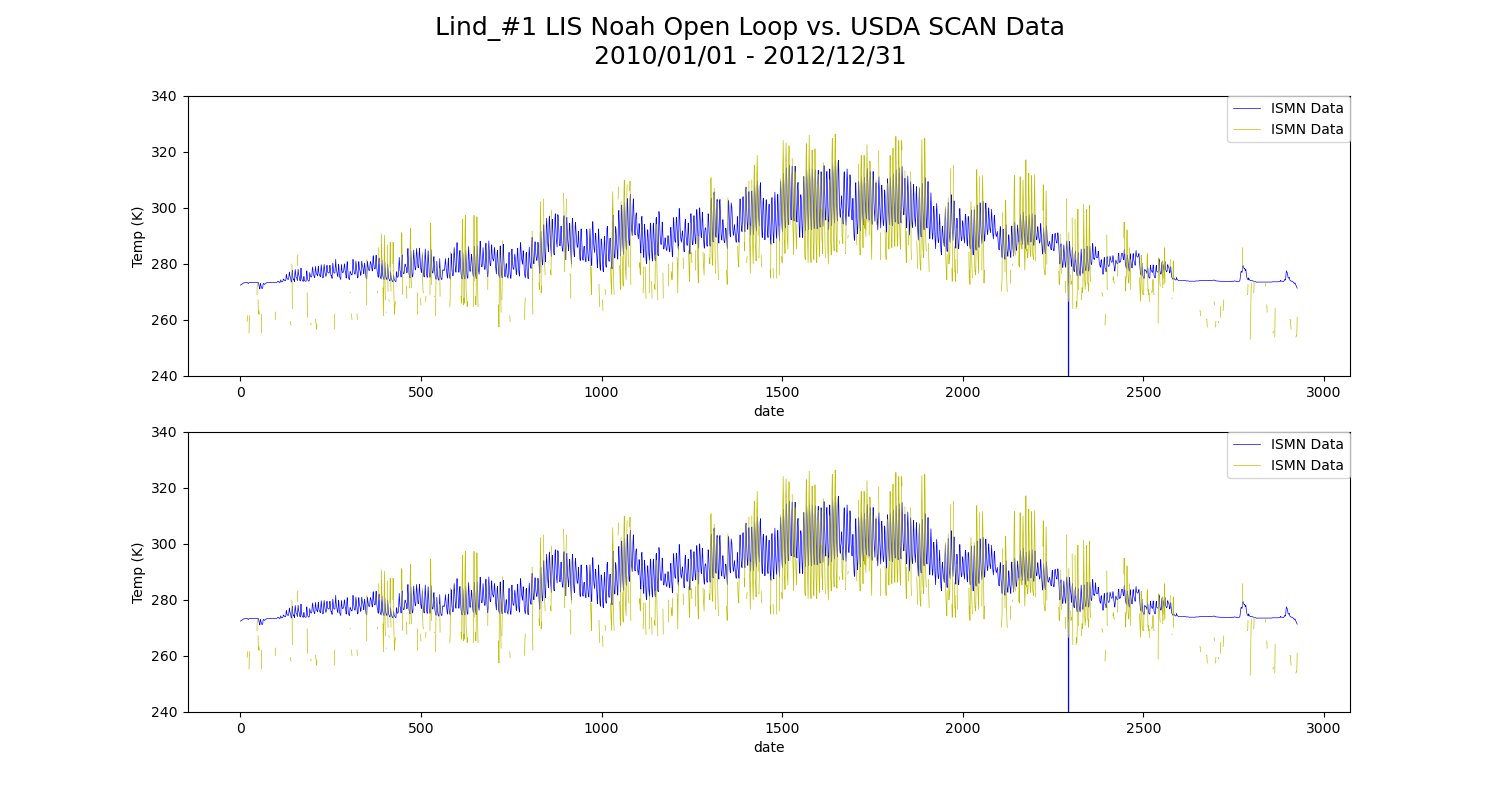 Lind_#1 LIS Noah Open Loop vs. USDA SCAN Data
2010/01/01 - 2012/12/31
340
320
300
280
260
240
Temp (K)
ISMN Data
ISMN Data
0 500 1000 1500 2000 2500 3000
date
340
320
300
280
260
240
Temp (K)
ISMN Data
ISMN Data
0 500 1000 1500 2000 2500 3000
date